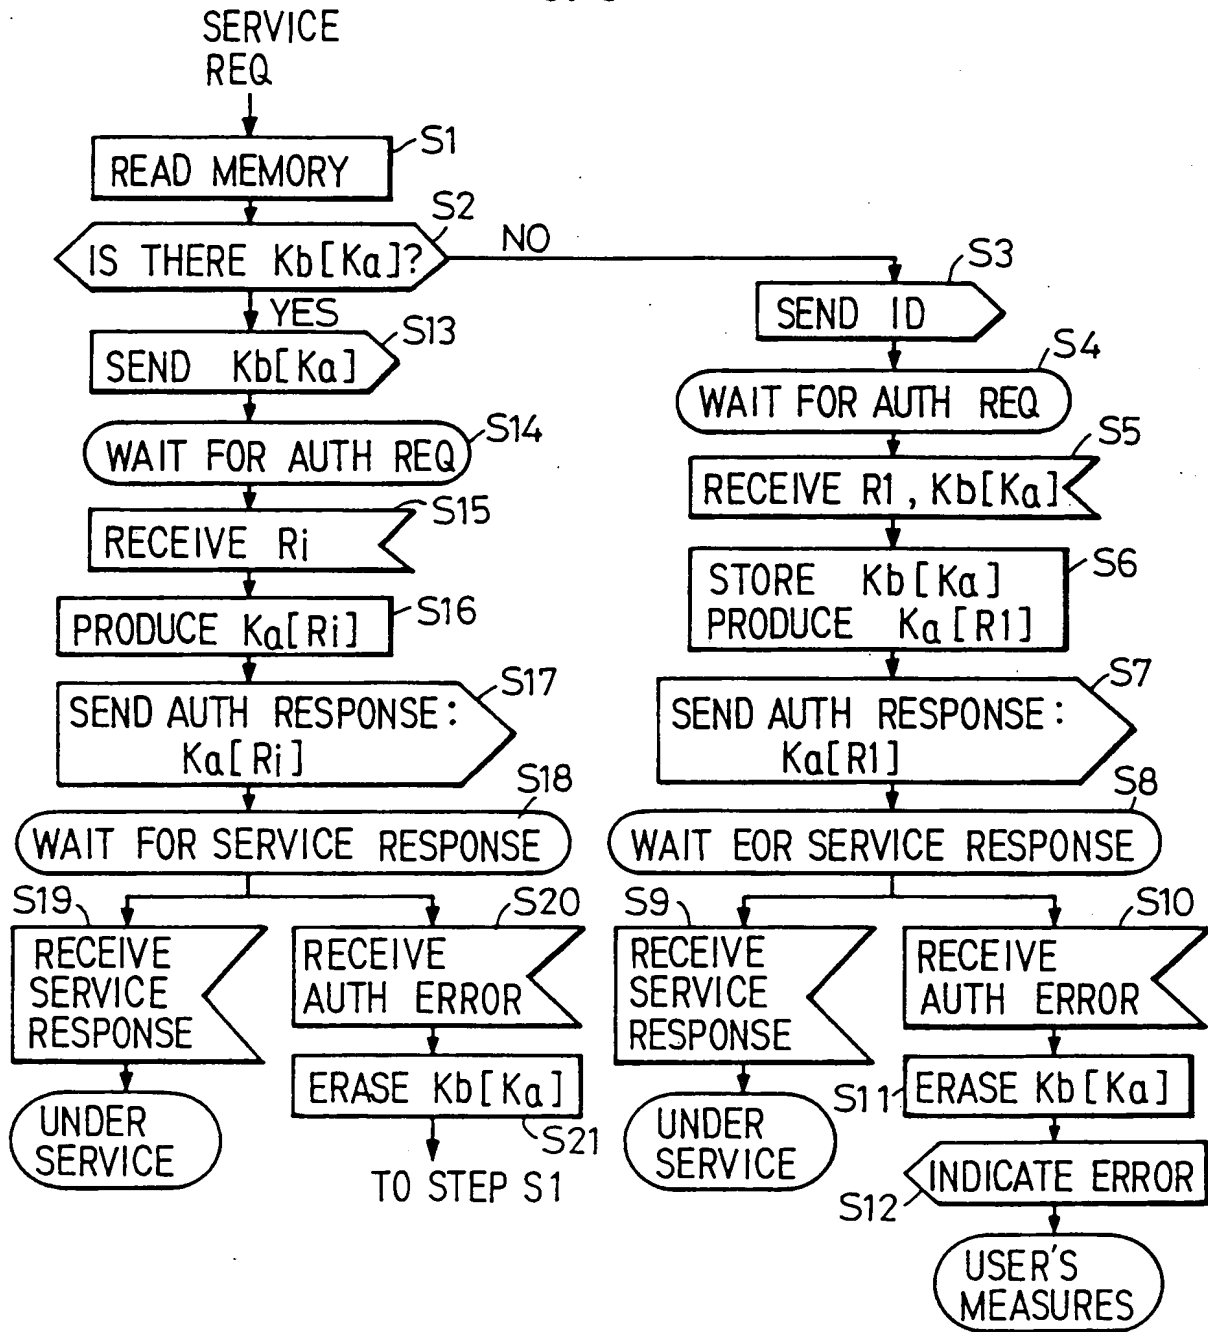 SERVICE
REQ
READ MEMORY
S1
IS THERE Kb[Ka]?
S2
NO
YES
SEND Kb[Ka]
S13
WAIT FOR AUTH REQ
S14
RECEIVE Ri
S15
PRODUCE Ka[Ri]
S16
SEND AUTH RESPONSE:
Ka[Ri]
S17
WAIT FOR SERVICE RESPONSE
S18
S19
RECEIVE
SERVICE
RESPONSE
UNDER
SERVICE
S20
RECEIVE
AUTH ERROR
ERASE Kb[Ka]
S21
TO STEP S1
S3
SEND ID
S4
WAIT FOR AUTH REQ
S5
RECEIVE R1, Kb[Ka]
S6
STORE Kb[Ka]
PRODUCE Ka[R1]
S7
SEND AUTH RESPONSE:
Ka[R1]
S8
WAIT EOR SERVICE RESPONSE
S9
RECEIVE
SERVICE
RESPONSE
UNDER
SERVICE
S10
RECEIVE
AUTH ERROR
S11
ERASE Kb[Ka]
S12
INDICATE ERROR
USER'S
MEASURES